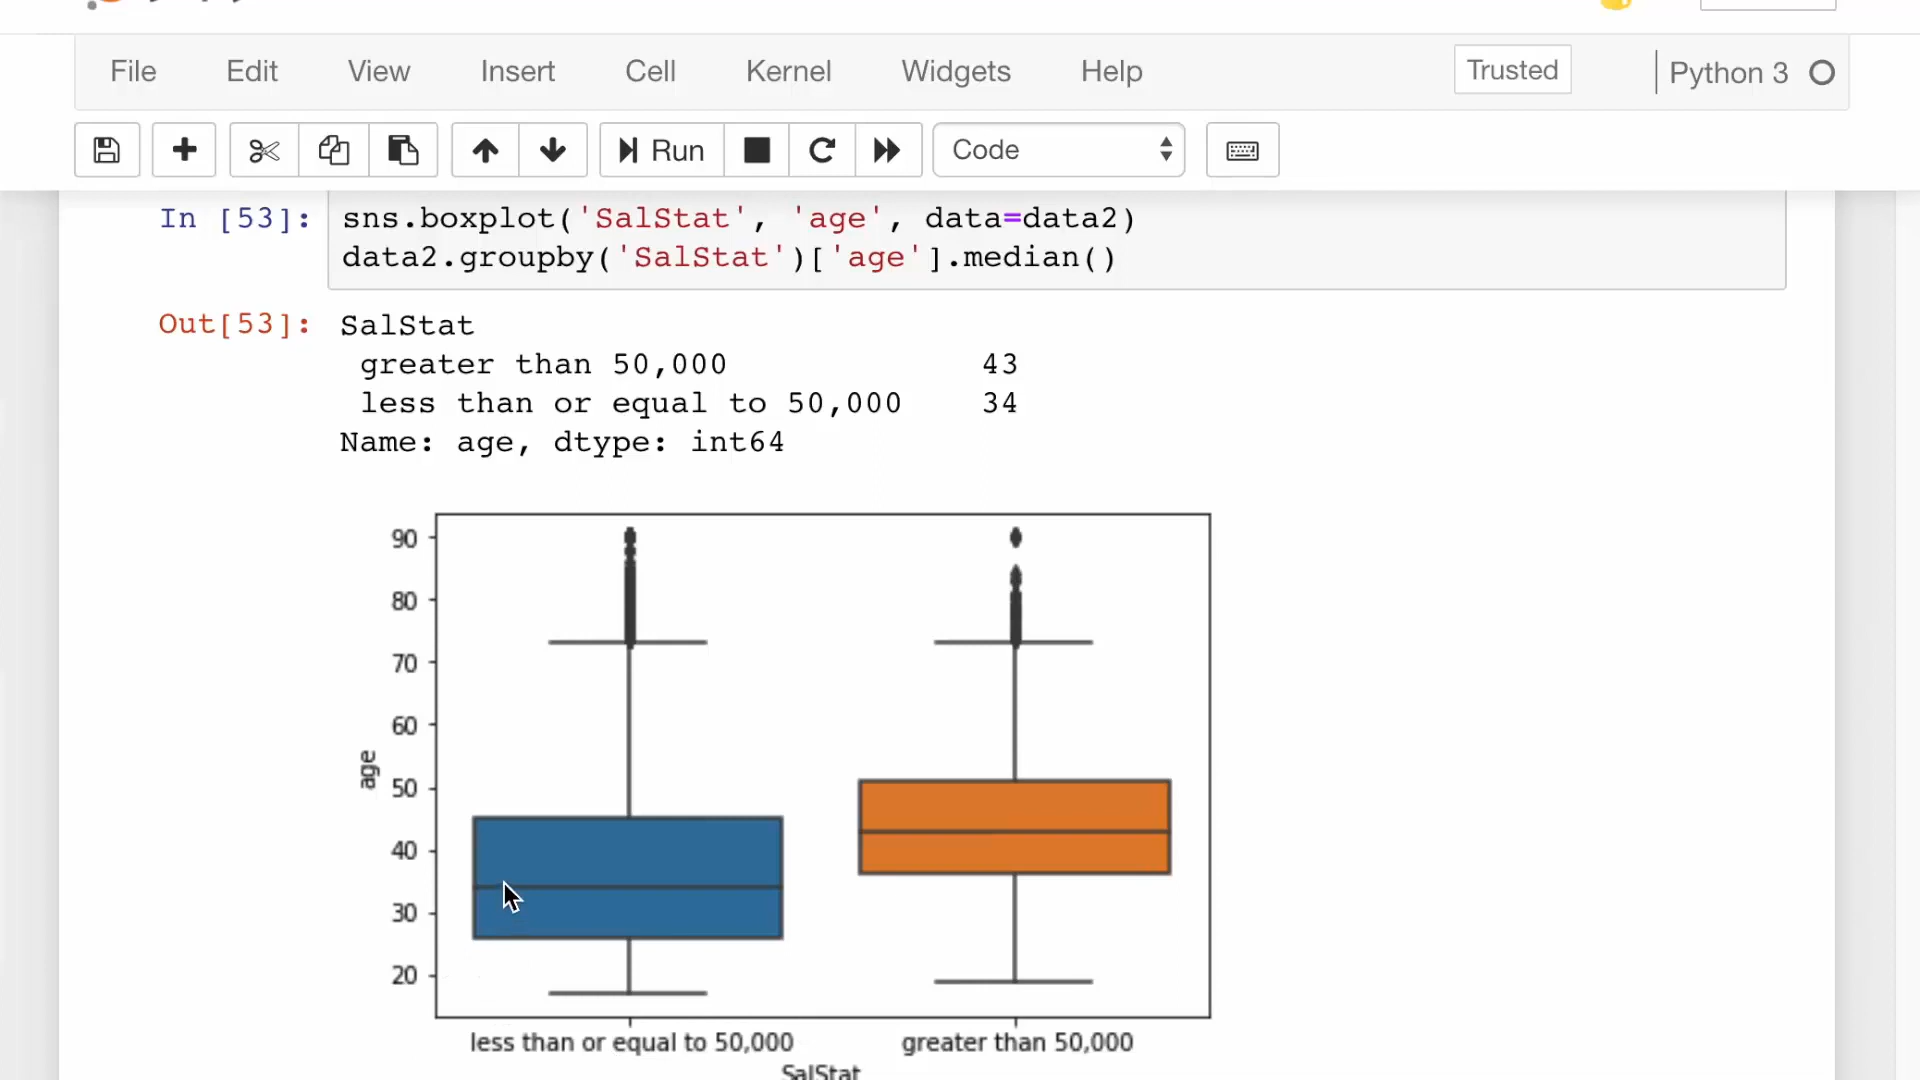 File Edit View Insert Cell Kernel Widgets Help Trusted Python 3
Run Code
In [53]: sns.boxplot('SalStat', 'age', data=data2)
data2.groupby('SalStat')['age'].median()
Out[53]: SalStat
greater than 50,000 43
less than or equal to 50,000 34
Name: age, dtype: int64
90
80
70
60
50
40
30
20
age
less than or equal to 50,000 greater than 50,000
SalStat